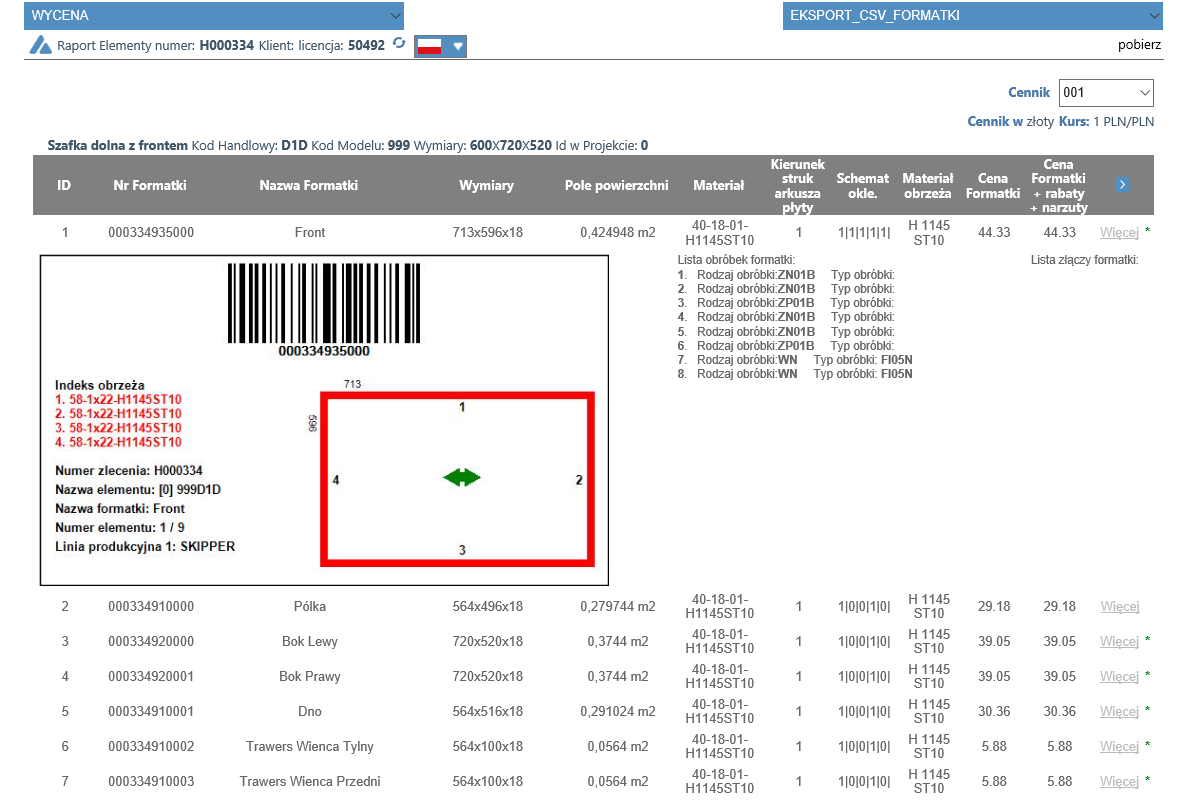 WYCENA
EKSPORT_CSV_FORMATKI
Raport Elementy numer: H000334 Klient: licencja: 50492
pobierz
Cennik 001
Cennik w złoty Kurs: 1 PLN/PLN
Szafka dolna z frontem Kod Handlowy: D1D Kod Modelu: 999 Wymiary: 600X720X520 Id w Projekcie: 0
ID Nr Formatki Nazwa Formatki Wymiary Pole powierzchni Materiał Kierunek struk arkusza płyty Schemat okle. Materiał obrzeża Cena Formatki Cena Formatki + rabaty + narzuty
1 000334935000 Front 713x596x18 0,424948 m2 40-18-01-H1145ST10 1 1|1|1|1|1| H 1145 ST10 44.33 44.33 Więcej *
000334935000
Indeks obrzeża
1. 58-1x22-H1145ST10
2. 58-1x22-H1145ST10
3. 58-1x22-H1145ST10
4. 58-1x22-H1145ST10
Numer zlecenia: H000334
Nazwa elementu: [0] 999D1D
Nazwa formatki: Front
Numer elementu: 1 / 9
Linia produkcyjna 1: SKIPPER
713
596
1
4
2
3
Lista obróbek formatki:
1. Rodzaj obróbki:ZN01B Typ obróbki:
2. Rodzaj obróbki:ZN01B Typ obróbki:
3. Rodzaj obróbki:ZP01B Typ obróbki:
4. Rodzaj obróbki:ZN01B Typ obróbki:
5. Rodzaj obróbki:ZN01B Typ obróbki:
6. Rodzaj obróbki:ZP01B Typ obróbki:
7. Rodzaj obróbki:WN Typ obróbki: FI05N
8. Rodzaj obróbki:WN Typ obróbki: FI05N
Lista złączy formatki:
2 000334910000 Pólka 564x496x18 0,279744 m2 40-18-01-H1145ST10 1 1|0|0|1|0| H 1145 ST10 29.18 29.18 Więcej
3 000334920000 Bok Lewy 720x520x18 0,3744 m2 40-18-01-H1145ST10 1 1|0|0|1|0| H 1145 ST10 39.05 39.05 Więcej *
4 000334920001 Bok Prawy 720x520x18 0,3744 m2 40-18-01-H1145ST10 1 1|0|0|1|0| H 1145 ST10 39.05 39.05 Więcej *
5 000334910001 Dno 564x516x18 0,291024 m2 40-18-01-H1145ST10 1 1|0|0|1|0| H 1145 ST10 30.36 30.36 Więcej *
6 000334910002 Trawers Wienca Tylny 564x100x18 0,0564 m2 40-18-01-H1145ST10 1 1|0|0|1|0| H 1145 ST10 5.88 5.88 Więcej *
7 000334910003 Trawers Wienca Przedni 564x100x18 0,0564 m2 40-18-01-H1145ST10 1 1|0|0|1|0| H 1145 ST10 5.88 5.88 Więcej *